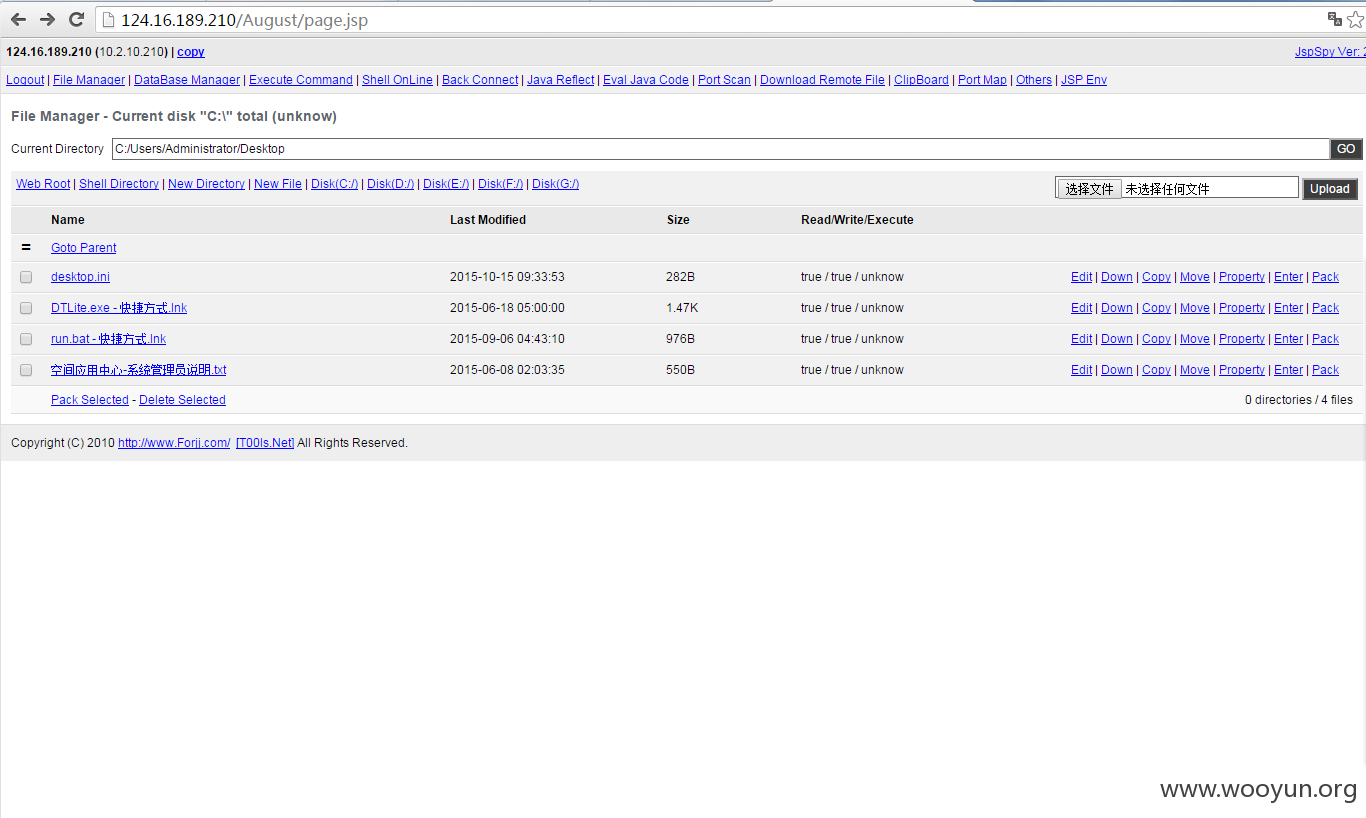 124.16.189.210/August/page.jsp
124.16.189.210 (10.2.10.210) | copy JspSpy Ver: 2
Logout | File Manager | DataBase Manager | Execute Command | Shell OnLine | Back Connect | Java Reflect | Eval Java Code | Port Scan | Download Remote File | ClipBoard | Port Map | Others | JSP Env
File Manager - Current disk "C:\" total (unknow)
Current Directory C:/Users/Administrator/Desktop GO
Web Root | Shell Directory | New Directory | New File | Disk(C:/) | Disk(D:/) | Disk(E:/) | Disk(F:/) | Disk(G:/) 选择文件 未选择任何文件 Upload
Name Last Modified Size Read/Write/Execute
= Goto Parent
desktop.ini 2015-10-15 09:33:53 282B true / true / unknow Edit | Down | Copy | Move | Property | Enter | Pack
DTLite.exe - 快捷方式.lnk 2015-06-18 05:00:00 1.47K true / true / unknow Edit | Down | Copy | Move | Property | Enter | Pack
run.bat - 快捷方式.lnk 2015-09-06 04:43:10 976B true / true / unknow Edit | Down | Copy | Move | Property | Enter | Pack
空间应用中心-系统管理员说明.txt 2015-06-08 02:03:35 550B true / true / unknow Edit | Down | Copy | Move | Property | Enter | Pack
Pack Selected - Delete Selected 0 directories / 4 files
Copyright (C) 2010 http://www.Forjj.com/ [T00ls.Net] All Rights Reserved.
www.wooyun.org